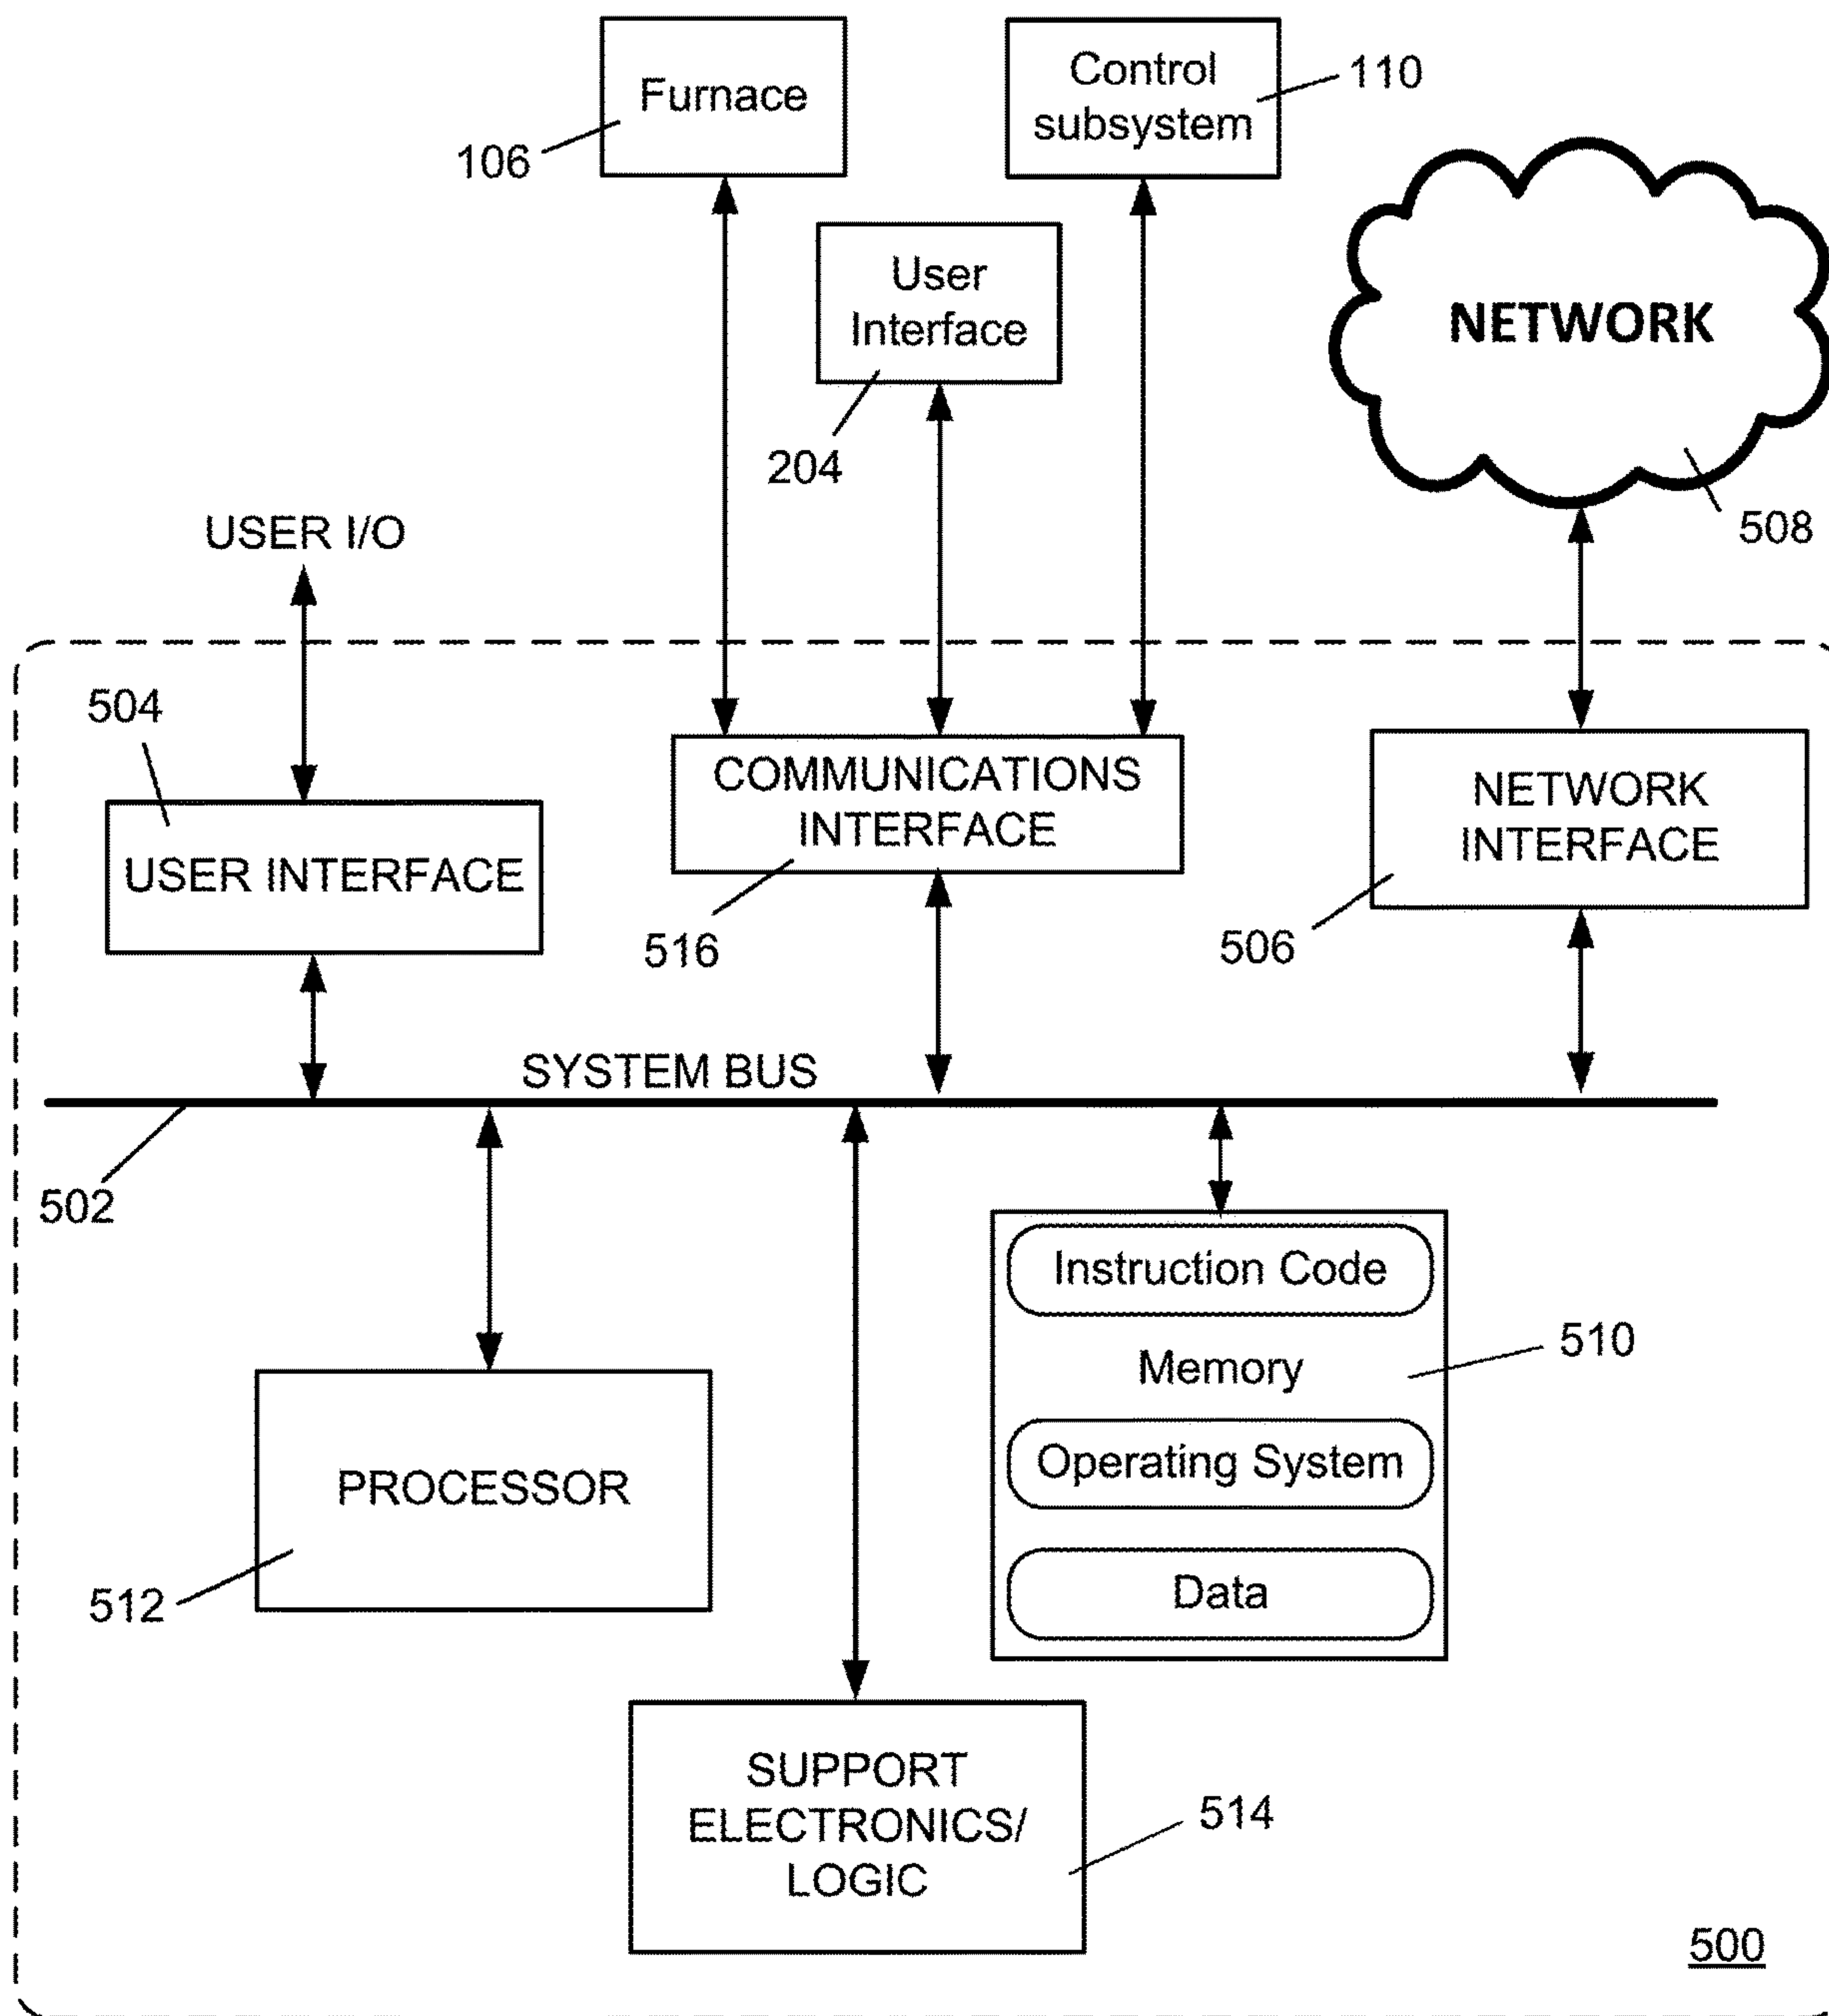 Furnace
106
Control
subsystem
110
User
Interface
204
NETWORK
508
USER I/O
504
USER INTERFACE
COMMUNICATIONS
INTERFACE
516
NETWORK
INTERFACE
506
SYSTEM BUS
502
Instruction Code
Memory
510
Operating System
Data
PROCESSOR
512
SUPPORT
ELECTRONICS/
LOGIC
514
500